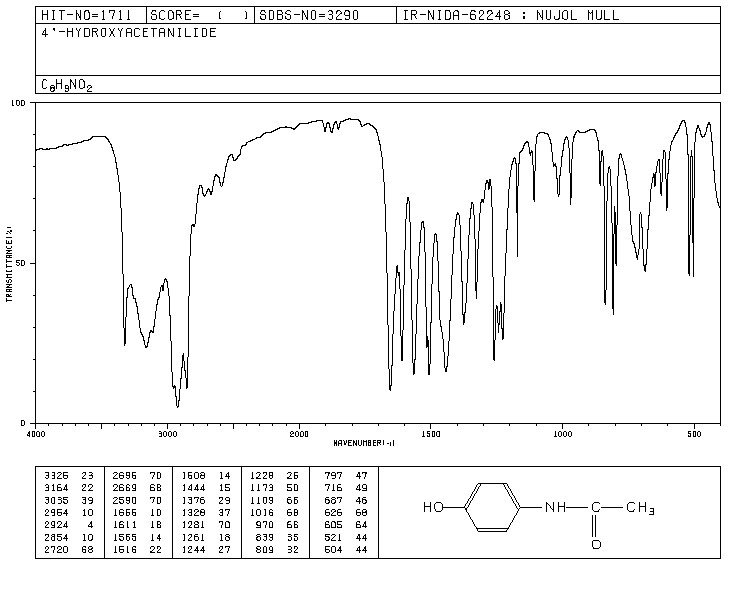 HIT-NO=1711 SCORE= ( ) SDBS-NO=3290 IR-NIDA-62248 : NUJOL MULL
4'-HYDROXYACETANILIDE
C8H9NO2
100
50
0
TRANSMITTANCE(%)
4000 3000 2000 1500 1000 500
WAVENUMBER(-1)
3326 23 2696 70 1508 14 1228 26 797 47
3164 22 2669 68 1444 15 1173 50 716 49
3035 39 2590 70 1376 29 1109 66 687 46
2954 10 1656 10 1328 37 1016 68 626 68
2924 4 1611 18 1281 70 970 66 605 64
2854 10 1565 14 1261 18 839 35 521 44
2720 68 1516 22 1244 27 809 32 504 44
HO NH C CH3
O